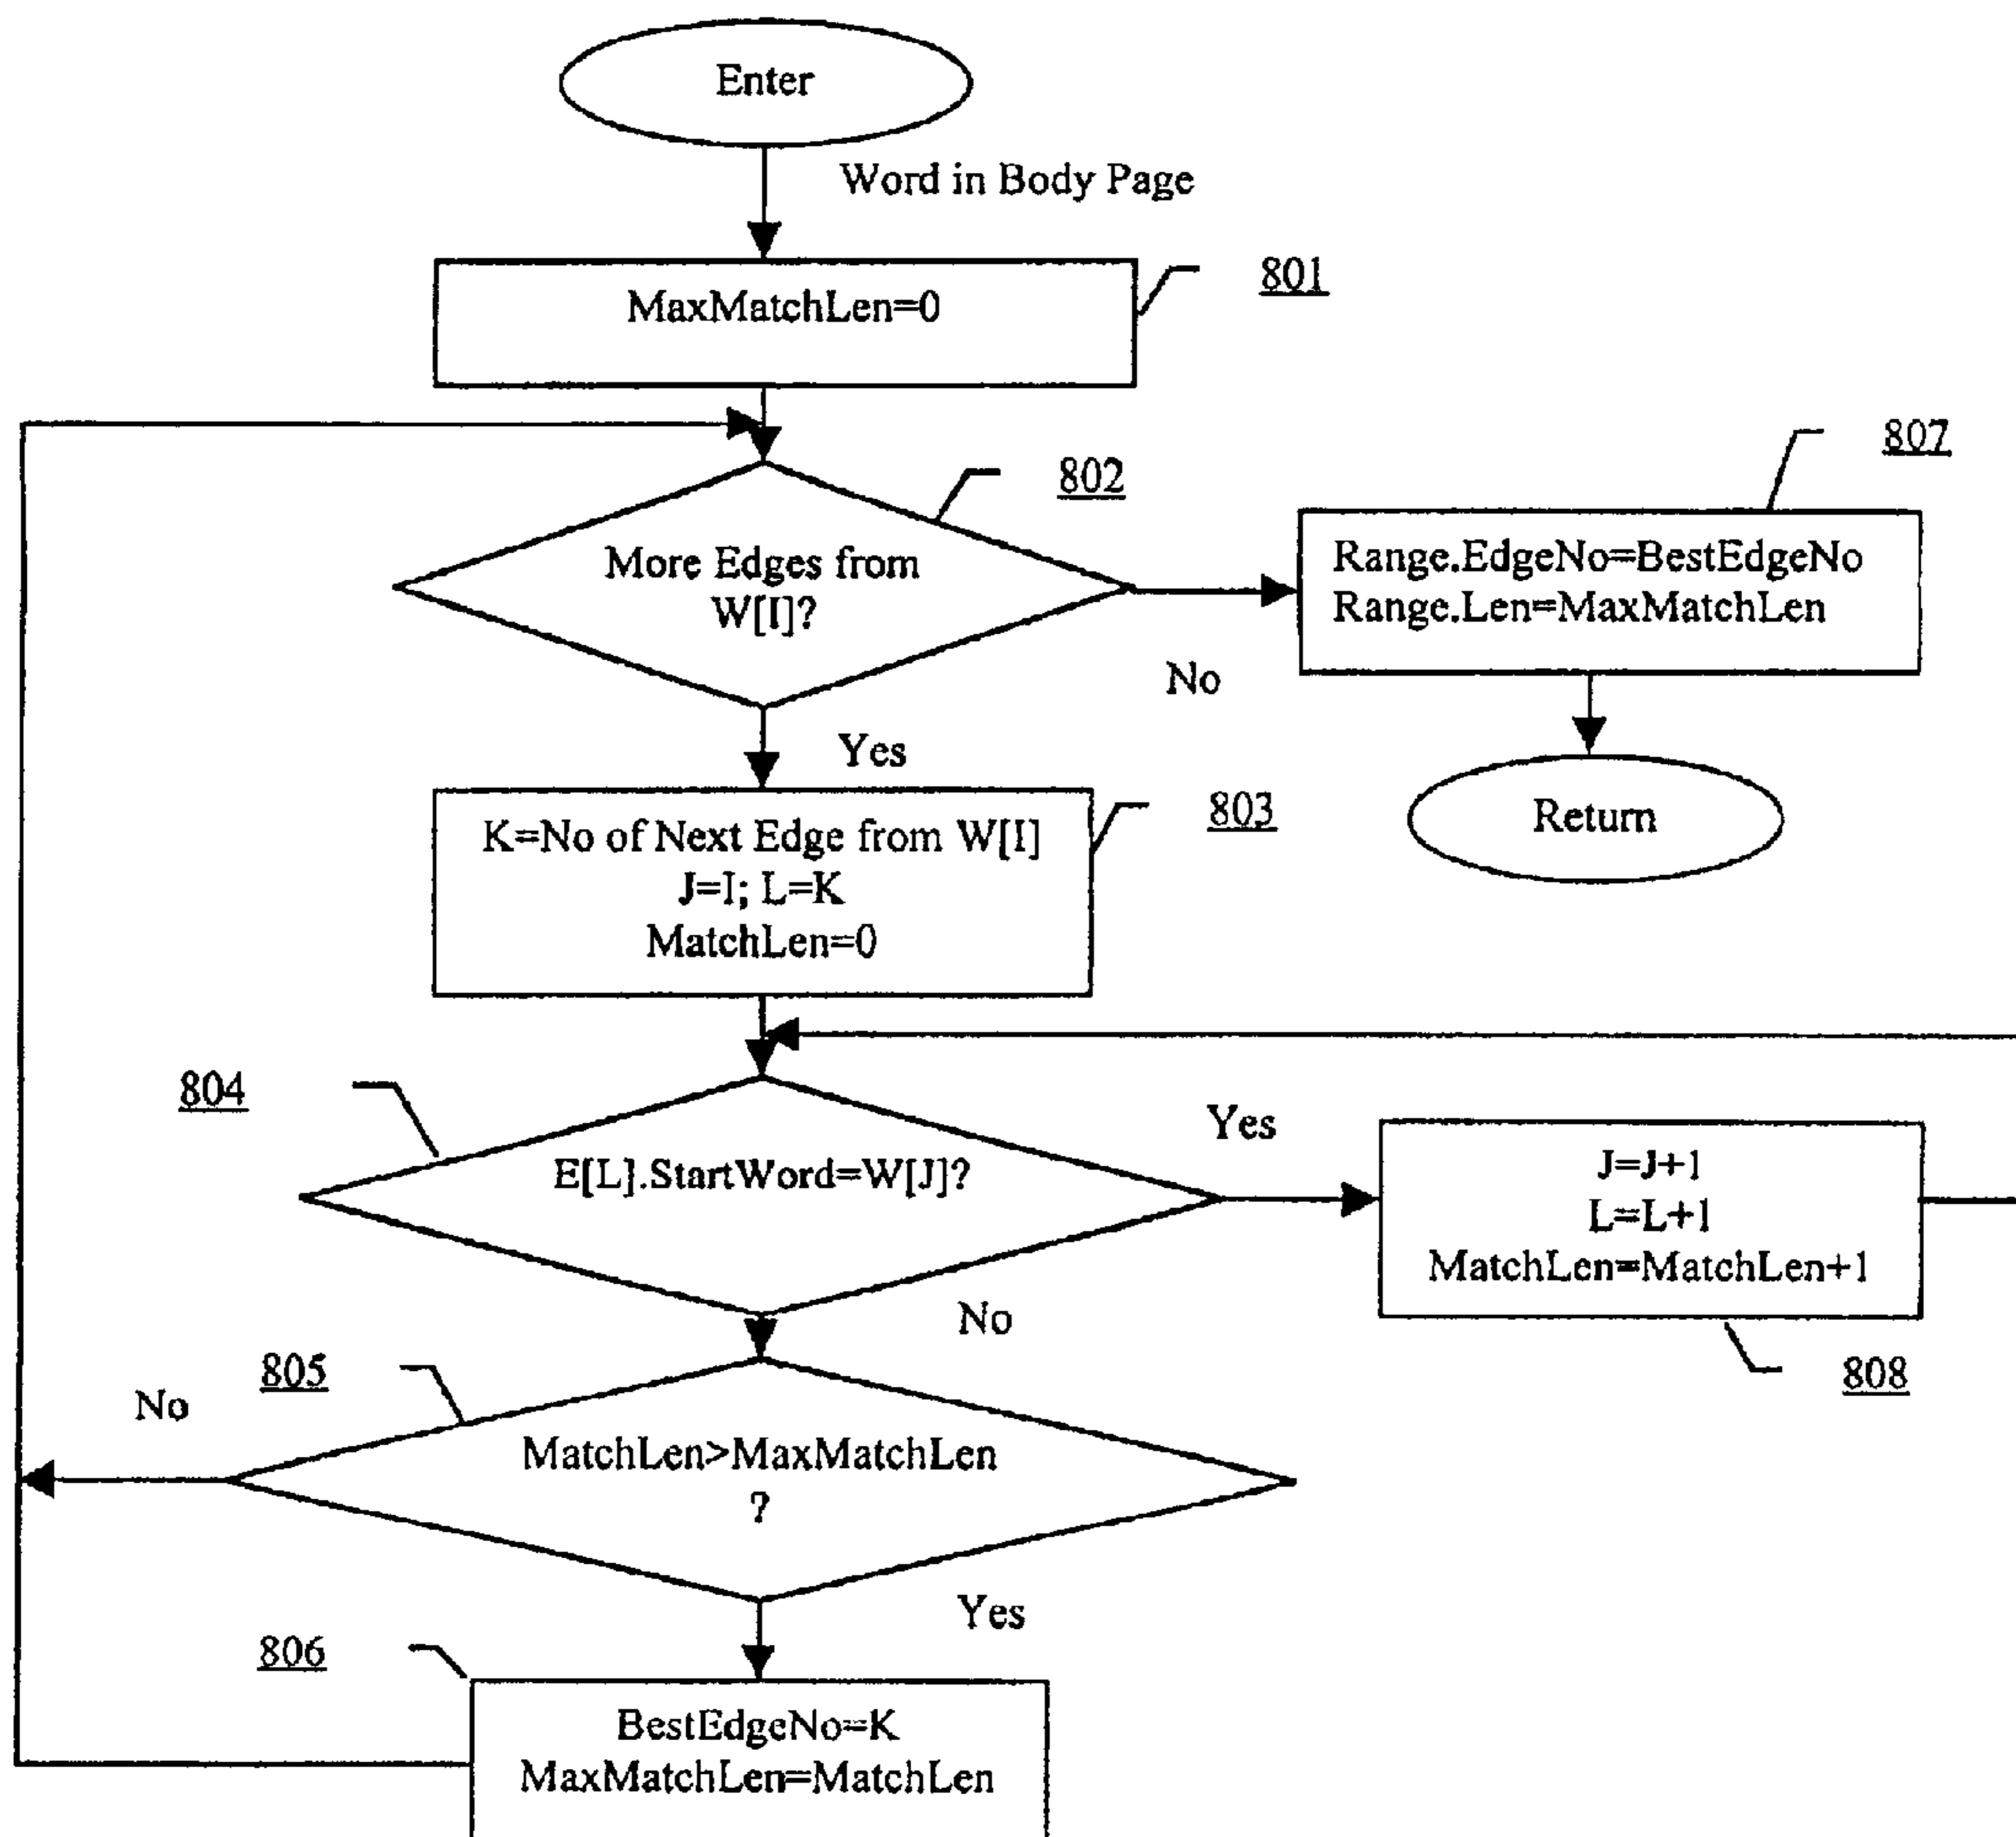 Enter
Word in Body Page
MaxMatchLen=0
801
802
More Edges from
W[I]?
No
Yes
807
Range.EdgeNo=BestEdgeNo
Range.Len=MaxMatchLen
Return
803
K=No of Next Edge from W[I]
J=I; L=K
MatchLen=0
804
E[L].StartWord=W[J]?
Yes
No
J=J+1
L=L+1
MatchLen=MatchLen+1
808
805
No
MatchLen>MaxMatchLen
?
Yes
806
BestEdgeNo=K
MaxMatchLen=MatchLen